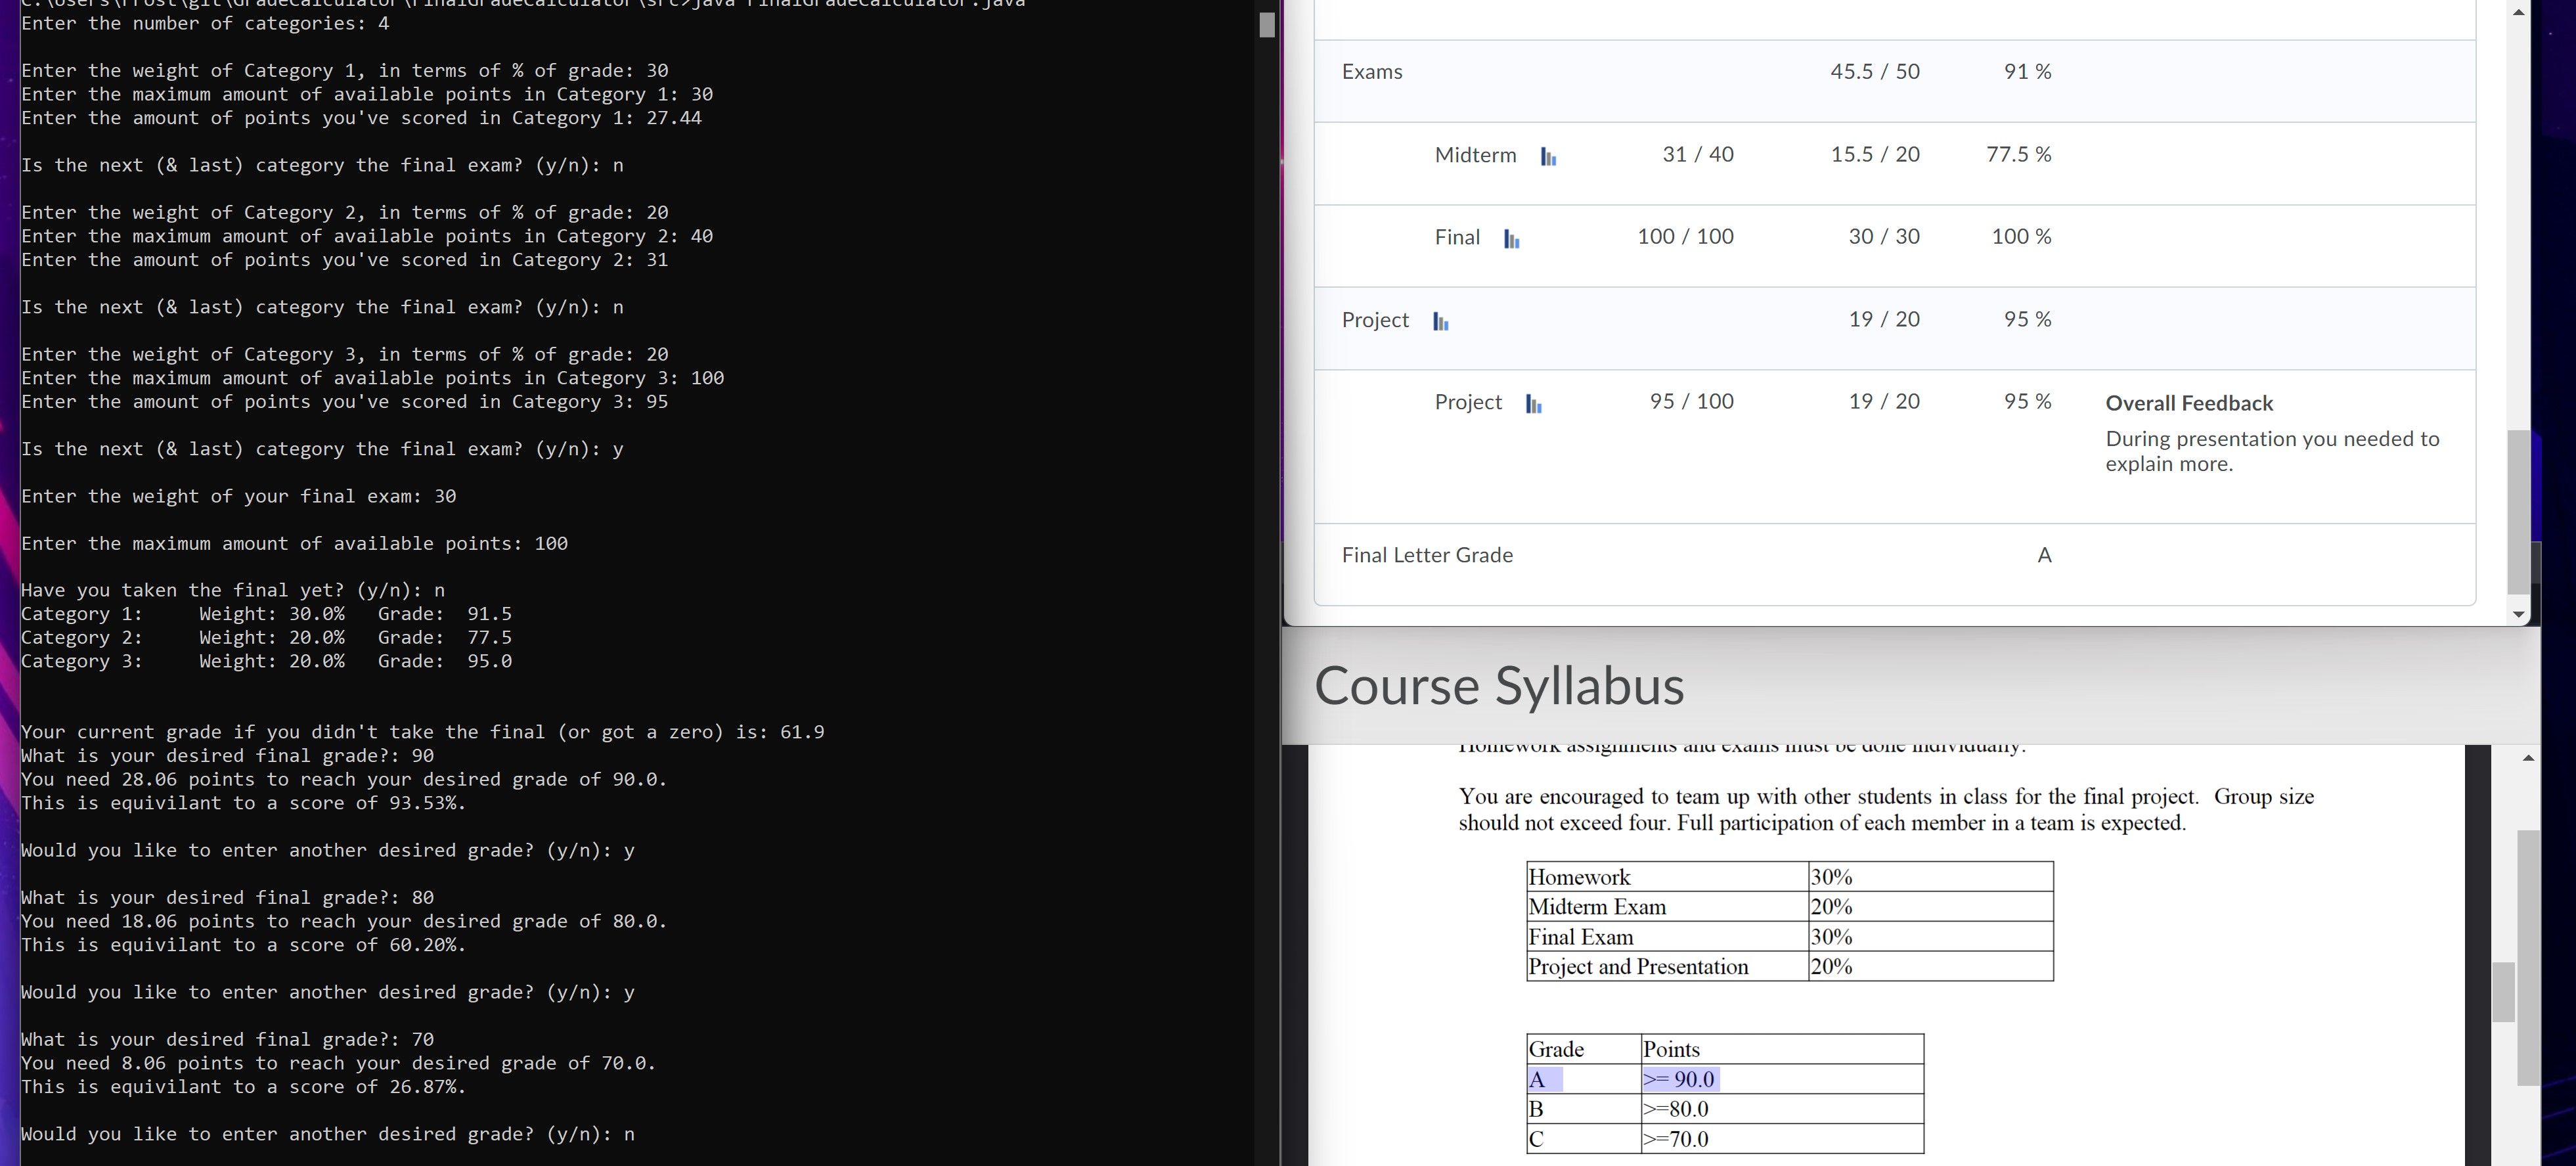 C:\Users\Frost\git\GradeCalculator\FinalGradeCalculator\src>java FinalGradeCalculator.java
Enter the number of categories: 4
Enter the weight of Category 1, in terms of % of grade: 30
Enter the maximum amount of available points in Category 1: 30
Enter the amount of points you've scored in Category 1: 27.44
Is the next (& last) category the final exam? (y/n): n
Enter the weight of Category 2, in terms of % of grade: 20
Enter the maximum amount of available points in Category 2: 40
Enter the amount of points you've scored in Category 2: 31
Is the next (& last) category the final exam? (y/n): n
Enter the weight of Category 3, in terms of % of grade: 20
Enter the maximum amount of available points in Category 3: 100
Enter the amount of points you've scored in Category 3: 95
Is the next (& last) category the final exam? (y/n): y
Enter the weight of your final exam: 30
Enter the maximum amount of available points: 100
Have you taken the final yet? (y/n): n
Category 1: Weight: 30.0% Grade: 91.5
Category 2: Weight: 20.0% Grade: 77.5
Category 3: Weight: 20.0% Grade: 95.0
Your current grade if you didn't take the final (or got a zero) is: 61.9
What is your desired final grade?: 90
You need 28.06 points to reach your desired grade of 90.0.
This is equivilant to a score of 93.53%.
Would you like to enter another desired grade? (y/n): y
What is your desired final grade?: 80
You need 18.06 points to reach your desired grade of 80.0.
This is equivilant to a score of 60.20%.
Would you like to enter another desired grade? (y/n): y
What is your desired final grade?: 70
You need 8.06 points to reach your desired grade of 70.0.
This is equivilant to a score of 26.87%.
Would you like to enter another desired grade? (y/n): n
Exams 45.5 / 50 91 %
Midterm 31 / 40 15.5 / 20 77.5 %
Final 100 / 100 30 / 30 100 %
Project 19 / 20 95 %
Project 95 / 100 19 / 20 95 % Overall Feedback
During presentation you needed to
explain more.
Final Letter Grade A
Course Syllabus
Homework assignments and exams must be done individually.
You are encouraged to team up with other students in class for the final project. Group size
should not exceed four. Full participation of each member in a team is expected.
Homework 30%
Midterm Exam 20%
Final Exam 30%
Project and Presentation 20%
Grade Points
A >= 90.0
B >=80.0
C >=70.0